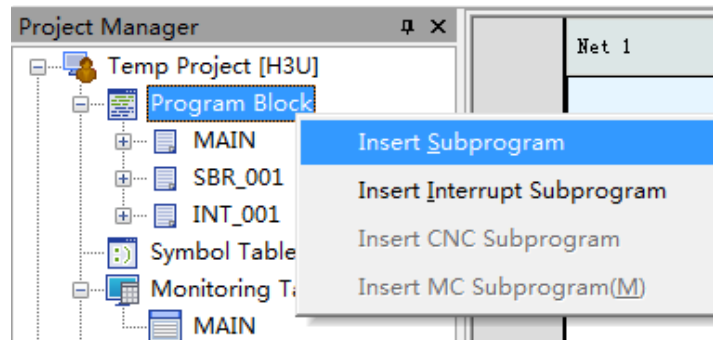 Project Manager
Net 1
Temp Project [H3U]
Program Block
MAIN
Insert Subprogram
SBR_001
Insert Interrupt Subprogram
INT_001
Insert CNC Subprogram
Symbol Table
Monitoring
Insert MC Subprogram(M)
MAIN